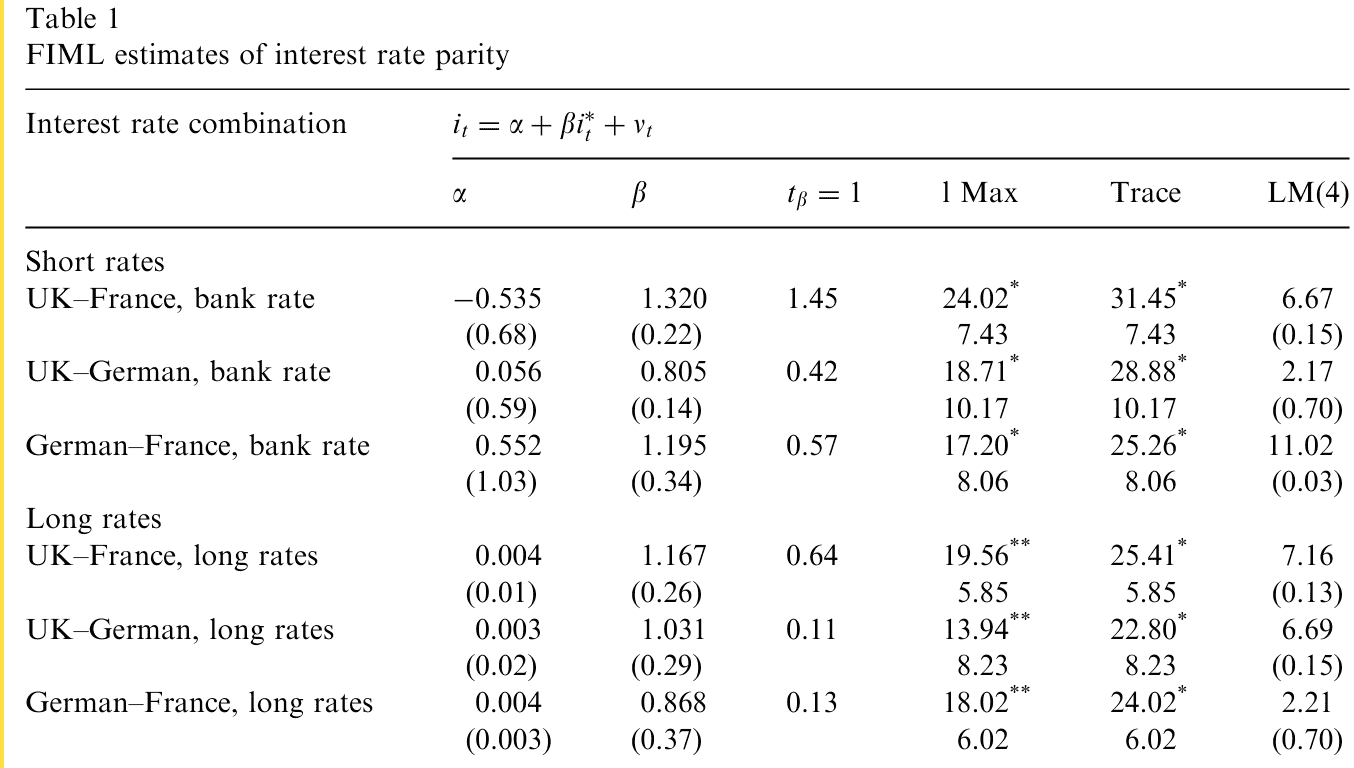 Table 1
FIML estimates of interest rate parity
Interest rate combination i_t = α + βi_t^* + ν_t
α β t_β = 1 l Max Trace LM(4)
Short rates
UK–France, bank rate −0.535 1.320 1.45 24.02* 31.45* 6.67
(0.68) (0.22) 7.43 7.43 (0.15)
UK–German, bank rate 0.056 0.805 0.42 18.71* 28.88* 2.17
(0.59) (0.14) 10.17 10.17 (0.70)
German–France, bank rate 0.552 1.195 0.57 17.20* 25.26* 11.02
(1.03) (0.34) 8.06 8.06 (0.03)
Long rates
UK–France, long rates 0.004 1.167 0.64 19.56** 25.41* 7.16
(0.01) (0.26) 5.85 5.85 (0.13)
UK–German, long rates 0.003 1.031 0.11 13.94** 22.80* 6.69
(0.02) (0.29) 8.23 8.23 (0.15)
German–France, long rates 0.004 0.868 0.13 18.02** 24.02* 2.21
(0.003) (0.37) 6.02 6.02 (0.70)